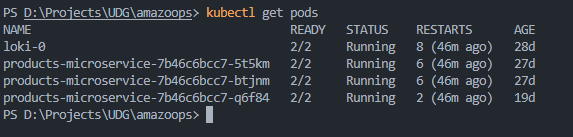 PS D:\Projects\UDG\amazoops> kubectl get pods
NAME READY STATUS RESTARTS AGE
loki-0 2/2 Running 8 (46m ago) 28d
products-microservice-7b46c6bcc7-5t5km 2/2 Running 6 (46m ago) 27d
products-microservice-7b46c6bcc7-btjnm 2/2 Running 6 (46m ago) 27d
products-microservice-7b46c6bcc7-q6f84 2/2 Running 2 (46m ago) 19d
PS D:\Projects\UDG\amazoops>